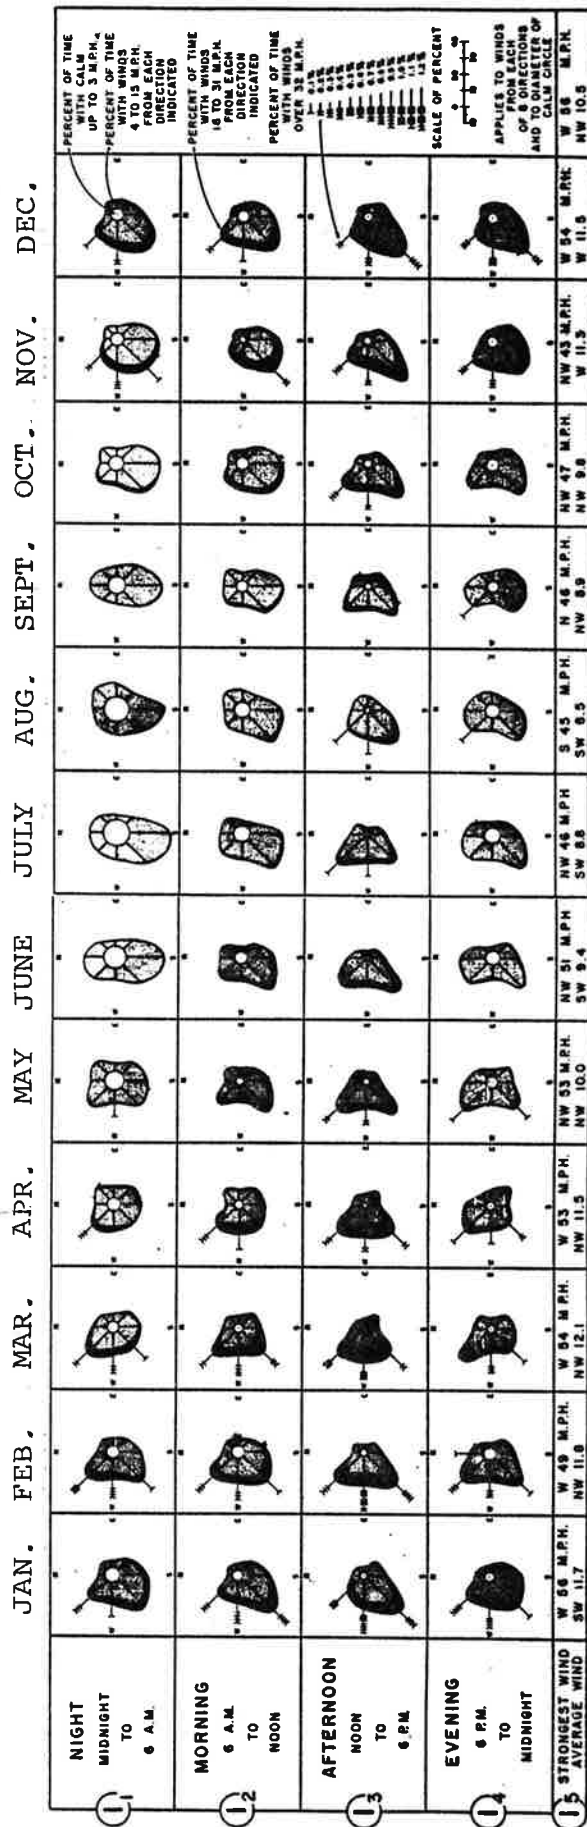 JAN. FEB. MAR. APR. MAY JUNE JULY AUG. SEPT. OCT. NOV. DEC.
PERCENT OF TIME
WITH CALM
UP TO 3 M.P.H.
PERCENT OF TIME
WITH WINDS
4 TO 15 M.P.H.
FROM EACH
DIRECTION
INDICATED
PERCENT OF TIME
WITH WINDS
16 TO 31 M.P.H.
FROM EACH
DIRECTION
INDICATED
PERCENT OF TIME
WITH WINDS
OVER 32 M.P.H.
SCALE OF PERCENT
APPLIES TO WINDS
FROM EACH
OF 8 DIRECTIONS
AND TO DIAMETER OF
CALM CIRCLE
I1
NIGHT
MIDNIGHT
TO
6 A.M.
I2
MORNING
6 A.M.
TO
NOON
I3
AFTERNOON
NOON
TO
6 P.M.
I4
EVENING
6 P.M.
TO
MIDNIGHT
I5
STRONGEST WIND W 56 M.P.H. W 49 M.P.H. W 54 M.P.H. W 53 M.P.H. NW 53 M.P.H. NW 51 M.P.H NW 46 M.P.H S 45 M.P.H N 46 M.P.H. NW 47 M.P.H. NW 43 M.P.H. W 54 M.P.H. W 56 M.P.H.
AVERAGE WIND SW 11.7 NW 11.8 NW 12.1 NW 11.5 NW 10.0 SW 9.4 SW SW 8.5 NW 8.9 NW 9.8 W 11.3 W 11.5 NW 10.5